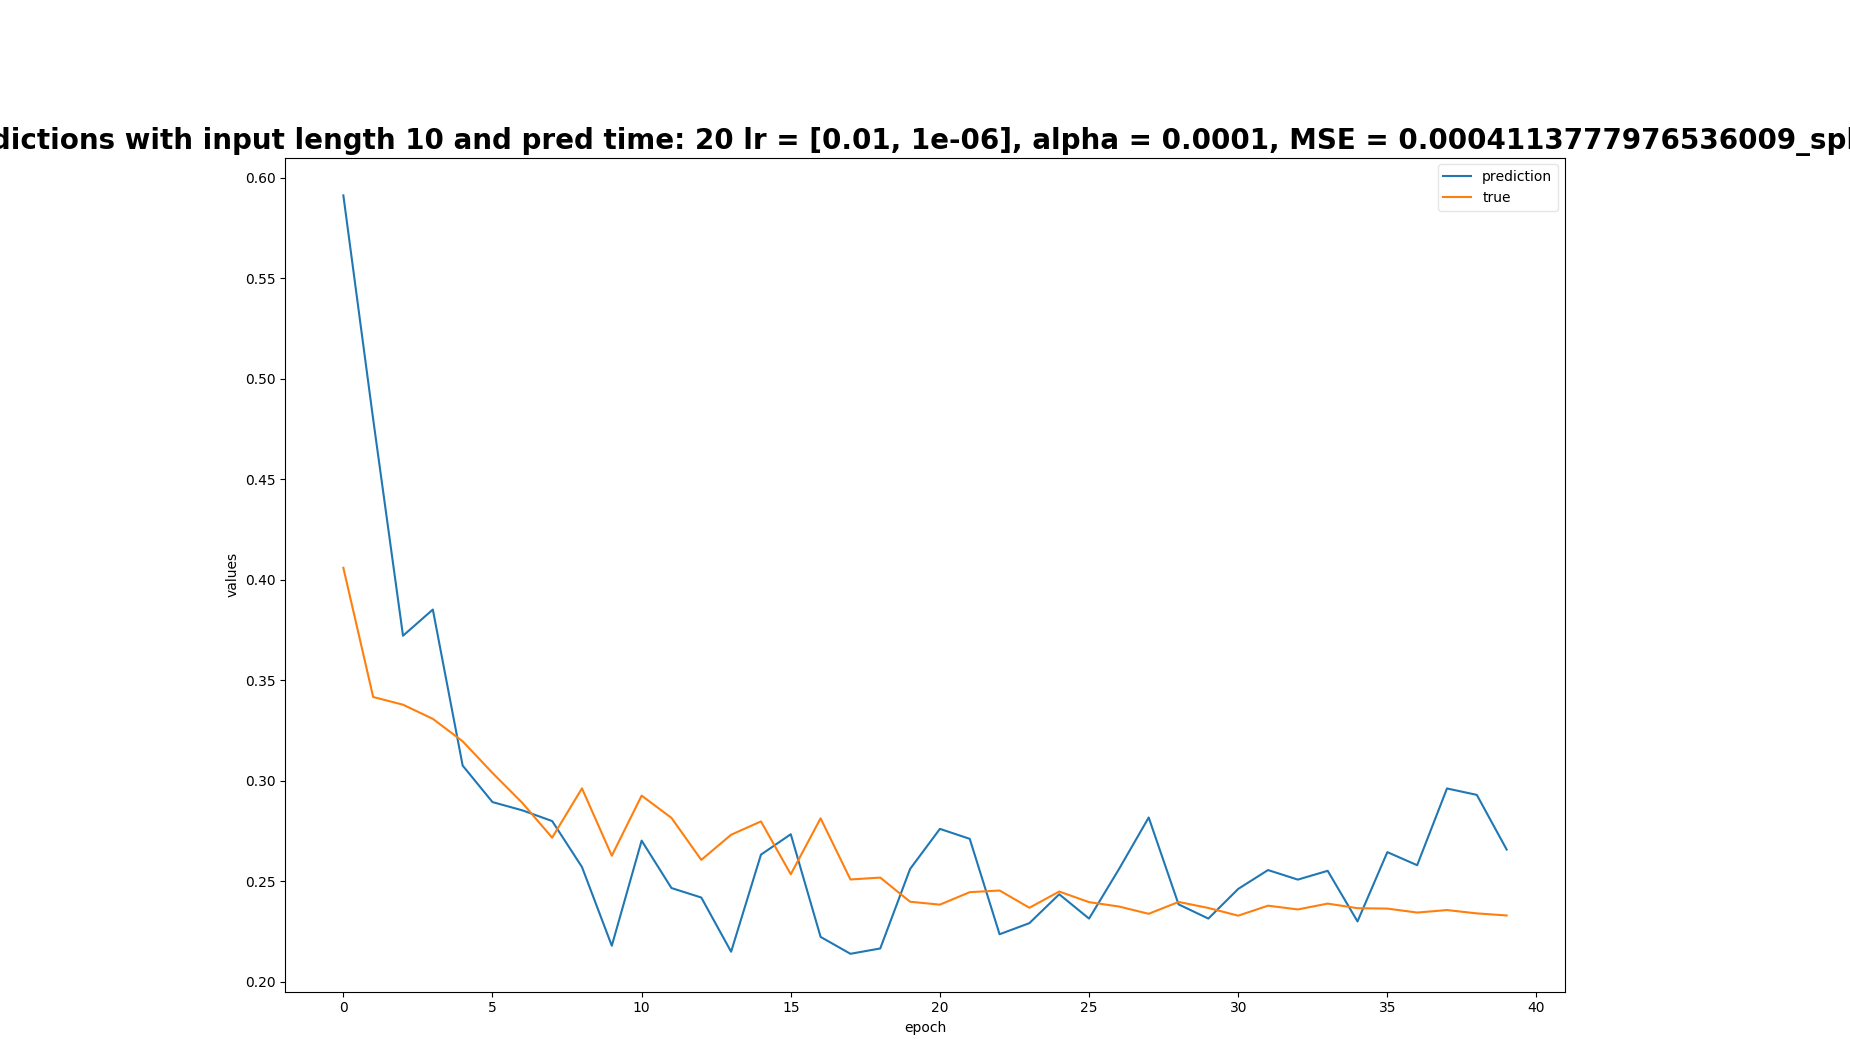 dictions with input length 10 and pred time: 20 lr = [0.01, 1e-06], alpha = 0.0001, MSE = 0.0004113777976536009_spl
prediction
true
0.60
0.55
0.50
0.45
0.40
0.35
0.30
0.25
0.20
values
0 5 10 15 20 25 30 35 40
epoch